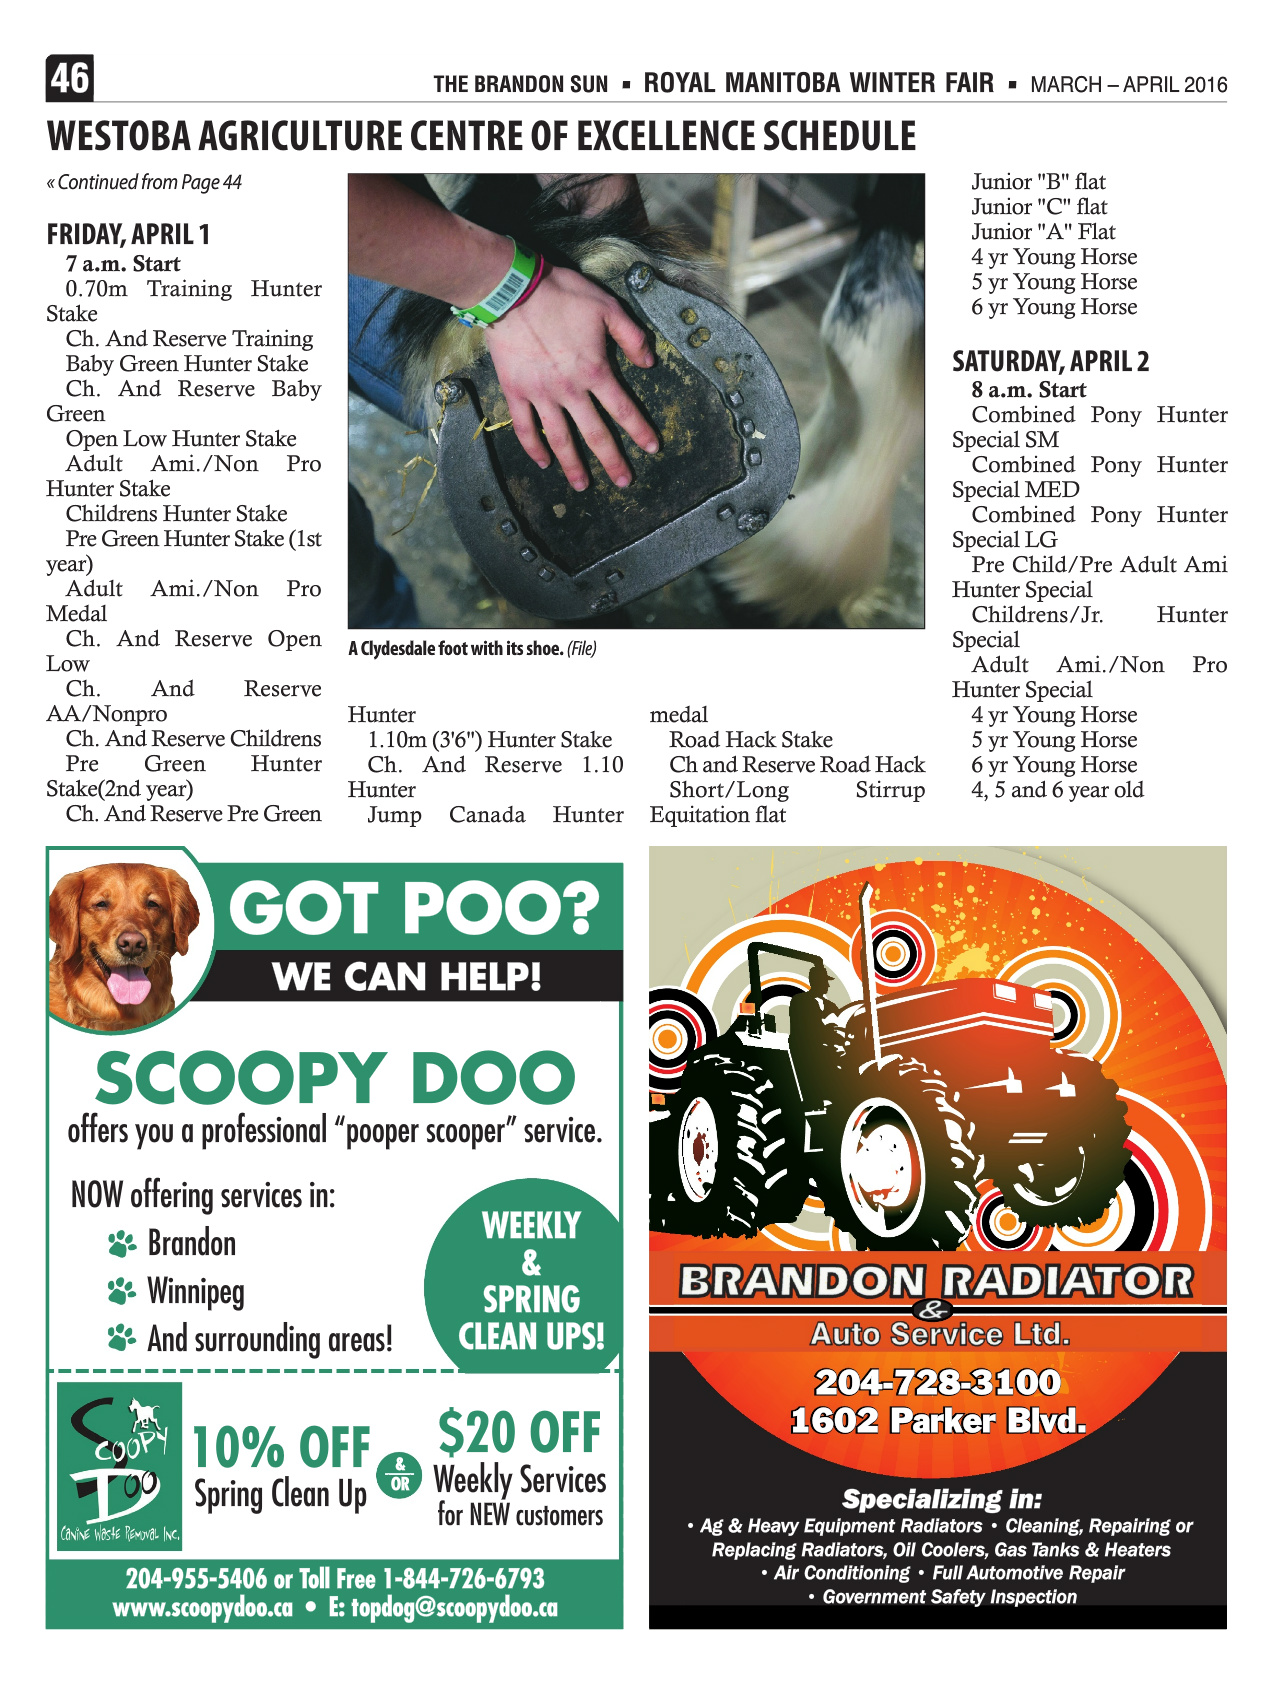 46
THE BRANDON SUN ▪ ROYAL MANITOBA WINTER FAIR ▪ MARCH – APRIL 2016
WESTOBA AGRICULTURE CENTRE OF EXCELLENCE SCHEDULE
« Continued from Page 44
FRIDAY, APRIL 1
7 a.m. Start
0.70m Training Hunter
Stake
Ch. And Reserve Training
Baby Green Hunter Stake
Ch. And Reserve Baby
Green
Open Low Hunter Stake
Adult Ami./Non Pro
Hunter Stake
Childrens Hunter Stake
Pre Green Hunter Stake (1st
year)
Adult Ami./Non Pro
Medal
Ch. And Reserve Open
Low
Ch. And Reserve
AA/Nonpro
Ch. And Reserve Childrens
Pre Green Hunter
Stake(2nd year)
Ch. And Reserve Pre Green
A Clydesdale foot with its shoe. (File)
Hunter
1.10m (3'6") Hunter Stake
Ch. And Reserve 1.10
Hunter
Jump Canada Hunter
medal
Road Hack Stake
Ch and Reserve Road Hack
Short/Long Stirrup
Equitation flat
Junior "B" flat
Junior "C" flat
Junior "A" Flat
4 yr Young Horse
5 yr Young Horse
6 yr Young Horse
SATURDAY, APRIL 2
8 a.m. Start
Combined Pony Hunter
Special SM
Combined Pony Hunter
Special MED
Combined Pony Hunter
Special LG
Pre Child/Pre Adult Ami
Hunter Special
Childrens/Jr. Hunter
Special
Adult Ami./Non Pro
Hunter Special
4 yr Young Horse
5 yr Young Horse
6 yr Young Horse
4, 5 and 6 year old
GOT POO?
WE CAN HELP!
SCOOPY DOO
offers you a professional “pooper scooper” service.
NOW offering services in:
Brandon
Winnipeg
And surrounding areas!
WEEKLY
&
SPRING
CLEAN UPS!
SCOOPY
DOO
CANINE WASTE REMOVAL INC.
10% OFF
Spring Clean Up
&
OR
$20 OFF
Weekly Services
for NEW customers
204-955-5406 or Toll Free 1-844-726-6793
www.scoopydoo.ca • E: topdog@scoopydoo.ca
BRANDON RADIATOR
&
Auto Service Ltd.
204-728-3100
1602 Parker Blvd.
Specializing in:
• Ag & Heavy Equipment Radiators • Cleaning, Repairing or
Replacing Radiators, Oil Coolers, Gas Tanks & Heaters
• Air Conditioning • Full Automotive Repair
• Government Safety Inspection